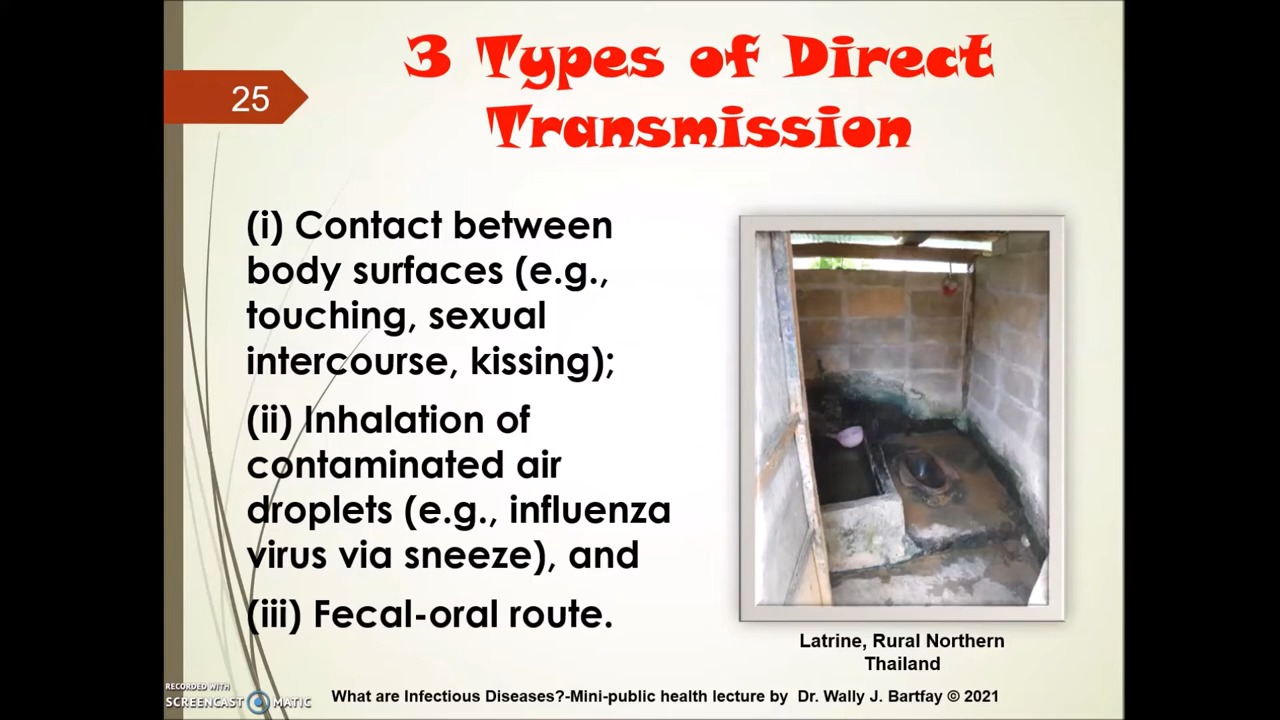 3 Types of Direct
Transmission
25
(i) Contact between
body surfaces (e.g.,
touching, sexual
intercourse, kissing);
(ii) Inhalation of
contaminated air
droplets (e.g., influenza
virus via sneeze), and
(iii) Fecal-oral route.
Latrine, Rural Northern
Thailand
RECORDED WITH
SCREENCAST MATIC
What are Infectious Diseases?-Mini-public health lecture by Dr. Wally J. Bartfay © 2021